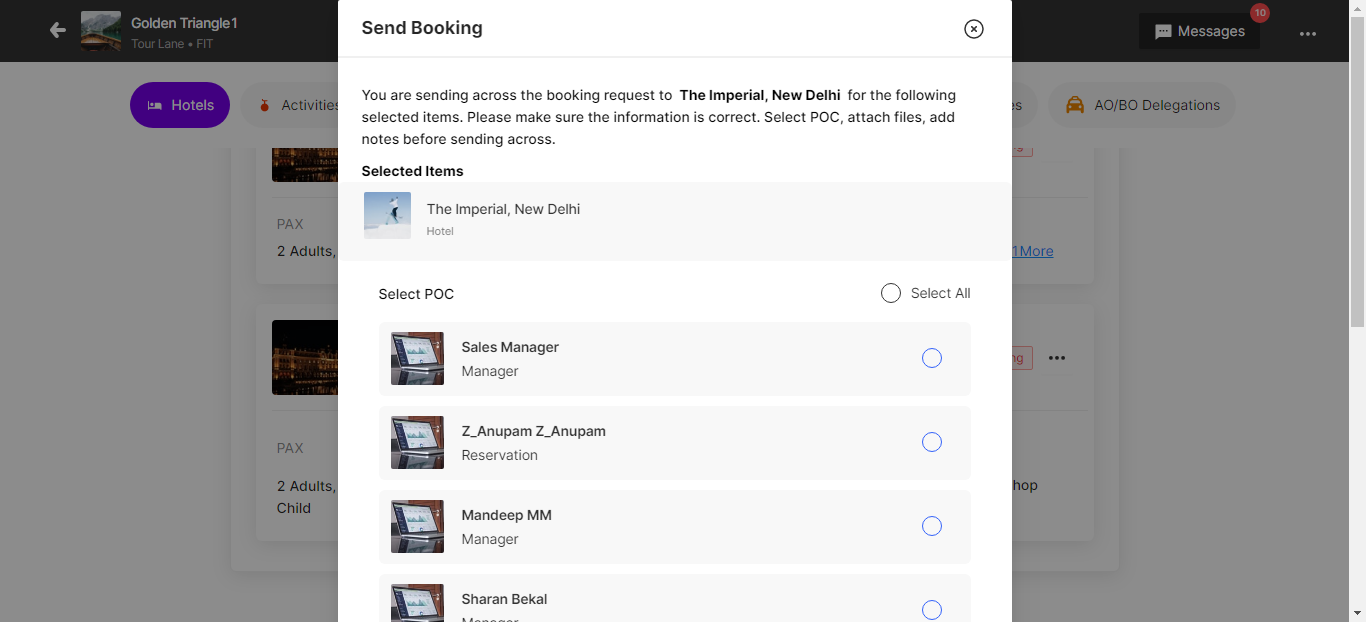 Golden Triangle1
Tour Lane • FIT
Send Booking
10
Messages
Hotels
Activities
AO/BO Delegations
You are sending across the booking request to The Imperial, New Delhi for the following
selected items. Please make sure the information is correct. Select POC, attach files, add
notes before sending across.
Selected Items
The Imperial, New Delhi
Hotel
PAX
2 Adults,
1More
Select POC
Select All
Sales Manager
Manager
Z_Anupam Z_Anupam
Reservation
PAX
2 Adults,
Child
Mandeep MM
Manager
Sharan Bekal
Manager